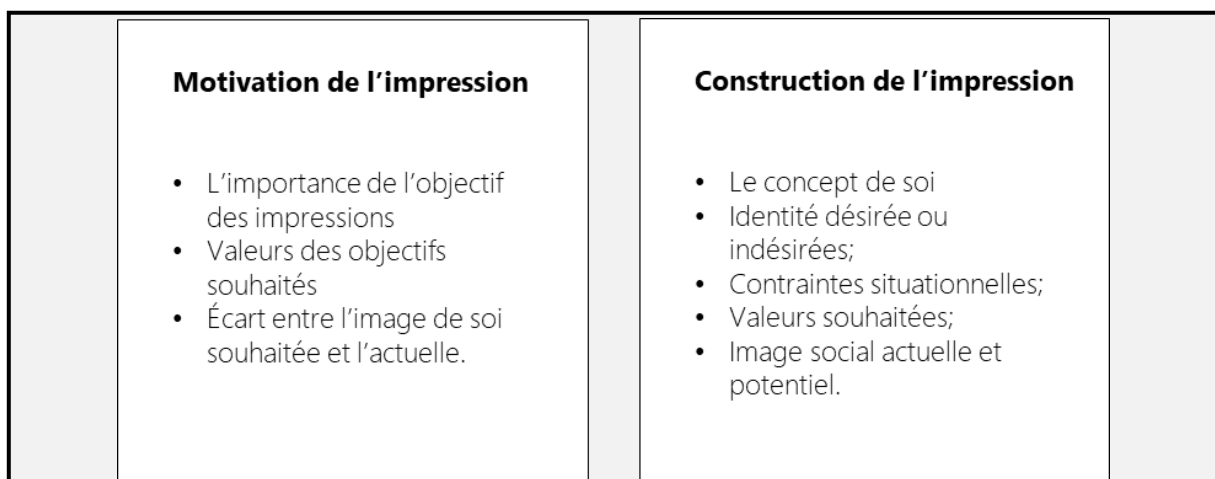 Motivation de l’impression
• L’importance de l’objectif
des impressions
• Valeurs des objectifs
souhaités
• Écart entre l’image de soi
souhaitée et l’actuelle.
Construction de l’impression
• Le concept de soi
• Identité désirée ou
indésirées;
• Contraintes situationnelles;
• Valeurs souhaitées;
• Image social actuelle et
potentiel.